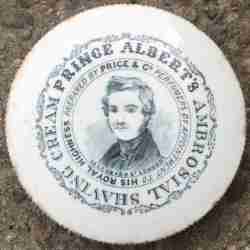 PRINCE ALBERT'S
AMBROSIAL SHAVING CREAM
PREPARED BY PRICE & Co PERFUMERS BY APPOINTMENT TO HIS ROYAL HIGHNESS